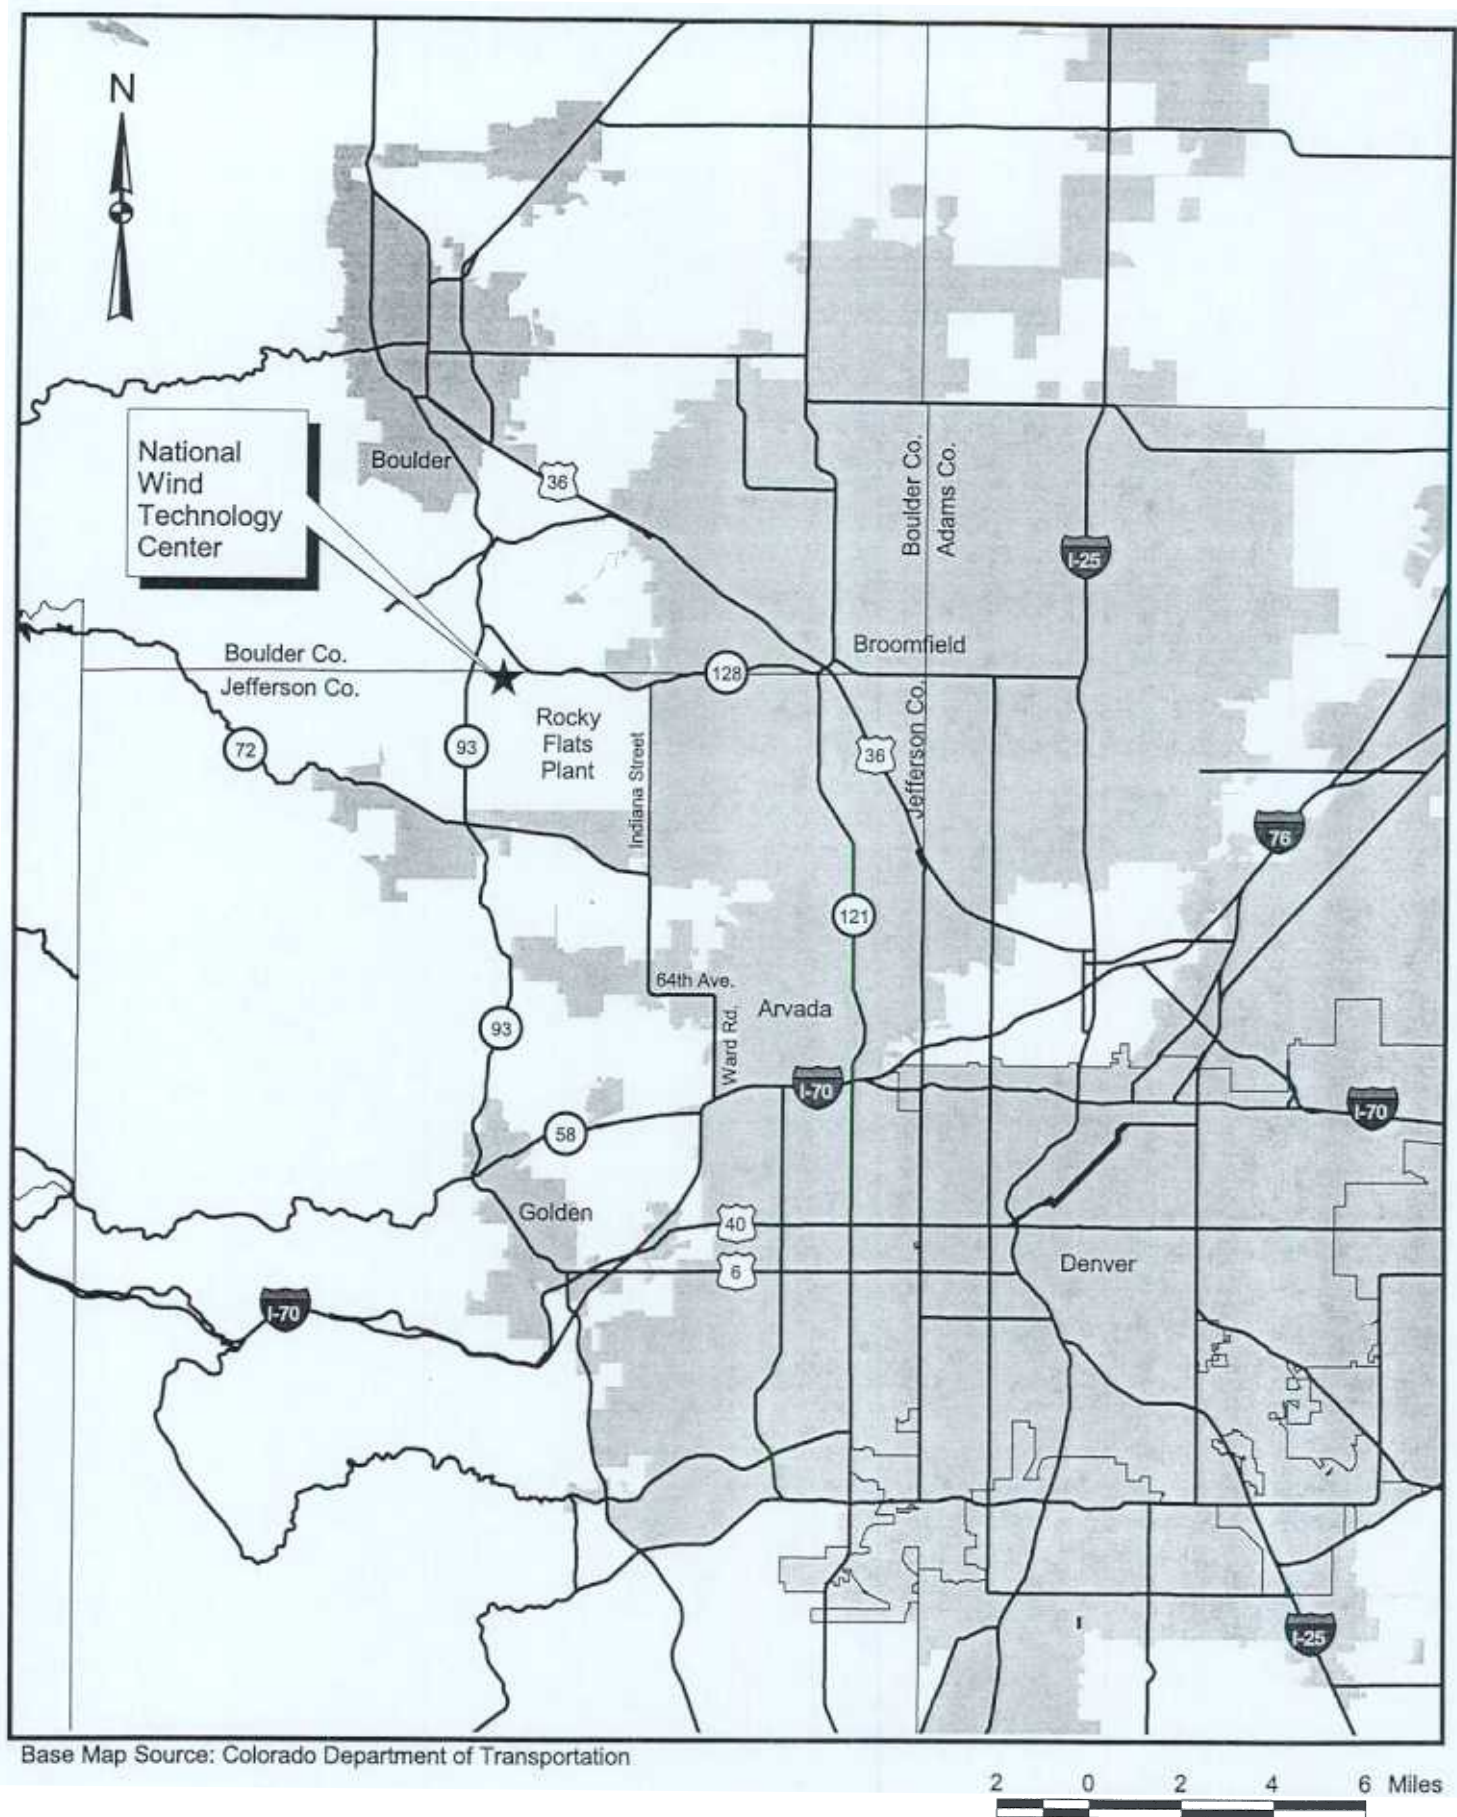 N
National
Wind
Technology
Center
Boulder
36
Boulder Co.
Adams Co.
I-25
Boulder Co.
Jefferson Co.
Broomfield
128
72
93
Rocky
Flats
Plant
Indiana Street
36
Jefferson Co.
76
121
64th Ave.
93
Arvada
Ward Rd.
I-70
I-70
58
Golden
40
6
Denver
I-70
I-25
Base Map Source: Colorado Department of Transportation
2 0 2 4 6 Miles